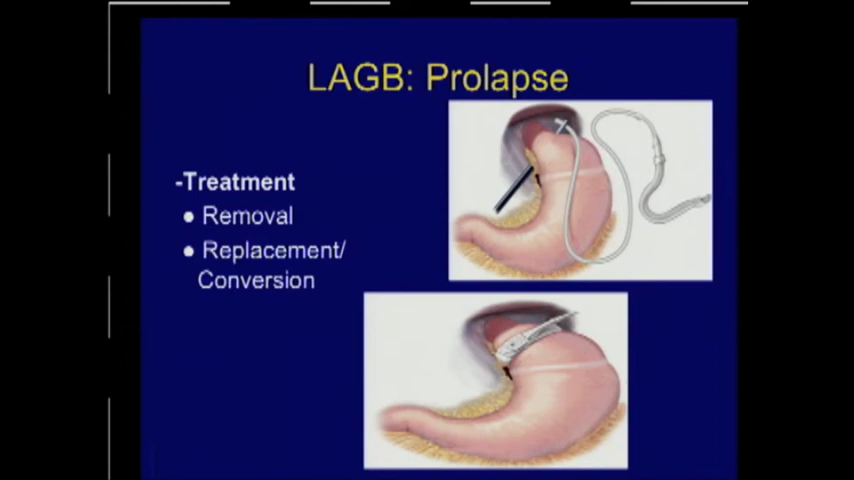 LAGB: Prolapse
-Treatment
● Removal
● Replacement/
Conversion